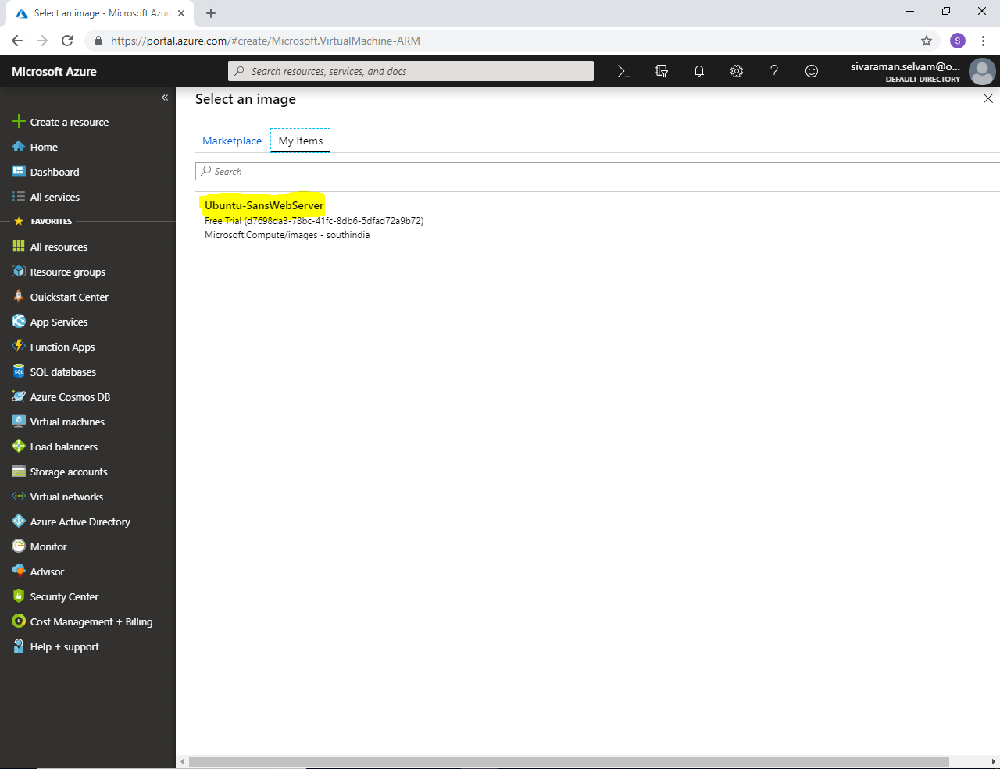 Select an image - Microsoft Azur
https://portal.azure.com/#create/Microsoft.VirtualMachine-ARM
S
Microsoft Azure
Search resources, services, and docs
sivaraman.selvam@o...
DEFAULT DIRECTORY
Create a resource
Home
Dashboard
All services
FAVORITES
All resources
Resource groups
Quickstart Center
App Services
Function Apps
SQL databases
Azure Cosmos DB
Virtual machines
Load balancers
Storage accounts
Virtual networks
Azure Active Directory
Monitor
Advisor
Security Center
Cost Management + Billing
Help + support
Select an image
Marketplace My Items
Search
Ubuntu-SansWebServer
Free Trial (d7698da3-78bc-41fc-8db6-5dfad72a9b72)
Microsoft.Compute/images - southindia